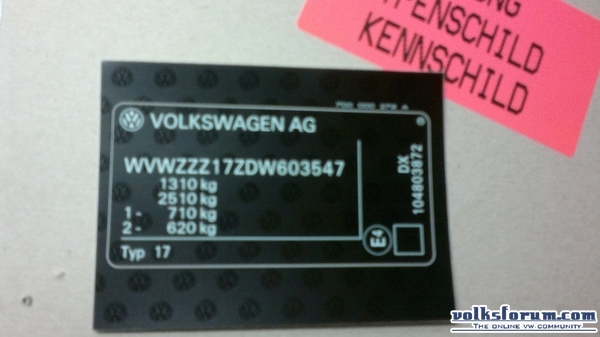 PENSCHILD
KENNSCHILD
VOLKSWAGEN AG
®
WVWZZZ17ZDW603547
1310 kg
2510 kg
1- 710 kg
2- 620 kg
Typ 17
DX
104803872
E4
volksforum.com
THE ONLINE VW COMMUNITY